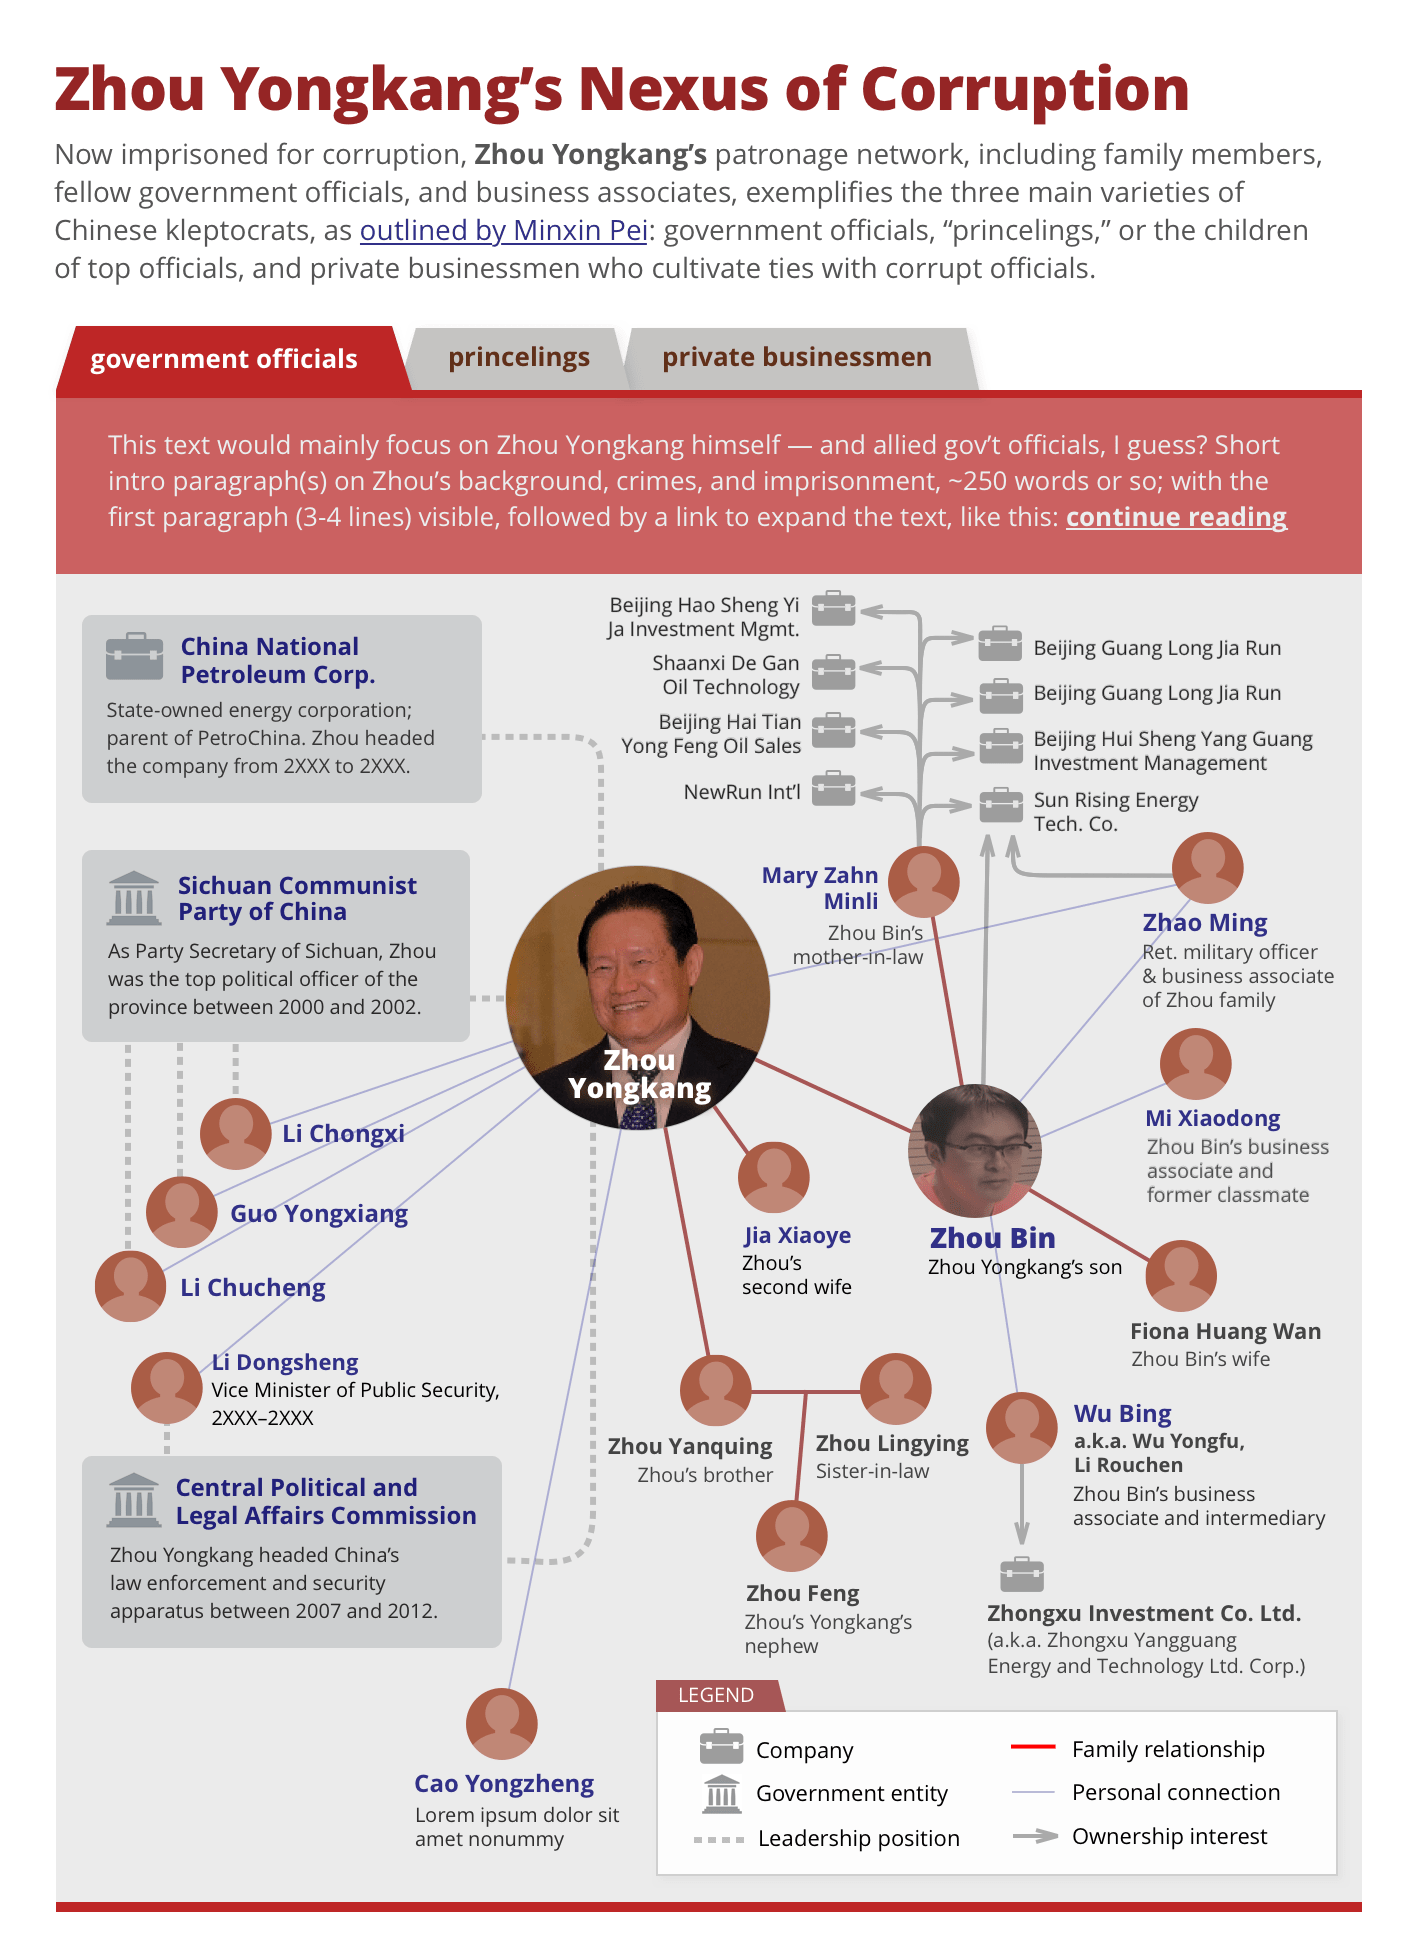 Zhou Yongkang’s Nexus of Corruption
Now imprisoned for corruption, Zhou Yongkang’s patronage network, including family members,
fellow government officials, and business associates, exemplifies the three main varieties of
Chinese kleptocrats, as outlined by Minxin Pei: government officials, “princelings,” or the children
of top officials, and private businessmen who cultivate ties with corrupt officials.
government officials
princelings
private businessmen
This text would mainly focus on Zhou Yongkang himself — and allied gov’t officials, I guess? Short
intro paragraph(s) on Zhou’s background, crimes, and imprisonment, ~250 words or so; with the
first paragraph (3-4 lines) visible, followed by a link to expand the text, like this: continue reading
China National
Petroleum Corp.
State-owned energy corporation;
parent of PetroChina. Zhou headed
the company from 2XXX to 2XXX.
Beijing Hao Sheng Yi
Ja Investment Mgmt.
Shaanxi De Gan
Oil Technology
Beijing Hai Tian
Yong Feng Oil Sales
NewRun Int’l
Beijing Guang Long Jia Run
Beijing Guang Long Jia Run
Beijing Hui Sheng Yang Guang
Investment Management
Sun Rising Energy
Tech. Co.
Sichuan Communist
Party of China
As Party Secretary of Sichuan, Zhou
was the top political officer of the
province between 2000 and 2002.
Mary Zahn
Minli
Zhou Bin’s
mother-in-law
Zhao Ming
Ret. military officer
& business associate
of Zhou family
Zhou
Yongkang
Mi Xiaodong
Zhou Bin’s business
associate and
former classmate
Li Chongxi
Guo Yongxiang
Li Chucheng
Jia Xiaoye
Zhou’s
second wife
Zhou Bin
Zhou Yongkang’s son
Fiona Huang Wan
Zhou Bin’s wife
Li Dongsheng
Vice Minister of Public Security,
2XXX–2XXX
Zhou Yanquing
Zhou’s brother
Zhou Lingying
Sister-in-law
Wu Bing
a.k.a. Wu Yongfu,
Li Rouchen
Zhou Bin’s business
associate and intermediary
Central Political and
Legal Affairs Commission
Zhou Yongkang headed China’s
law enforcement and security
apparatus between 2007 and 2012.
Zhou Feng
Zhou’s Yongkang’s
nephew
Zhongxu Investment Co. Ltd.
(a.k.a. Zhongxu Yangguang
Energy and Technology Ltd. Corp.)
Cao Yongzheng
Lorem ipsum dolor sit
amet nonummy
LEGEND
Company
Government entity
Leadership position
Family relationship
Personal connection
Ownership interest